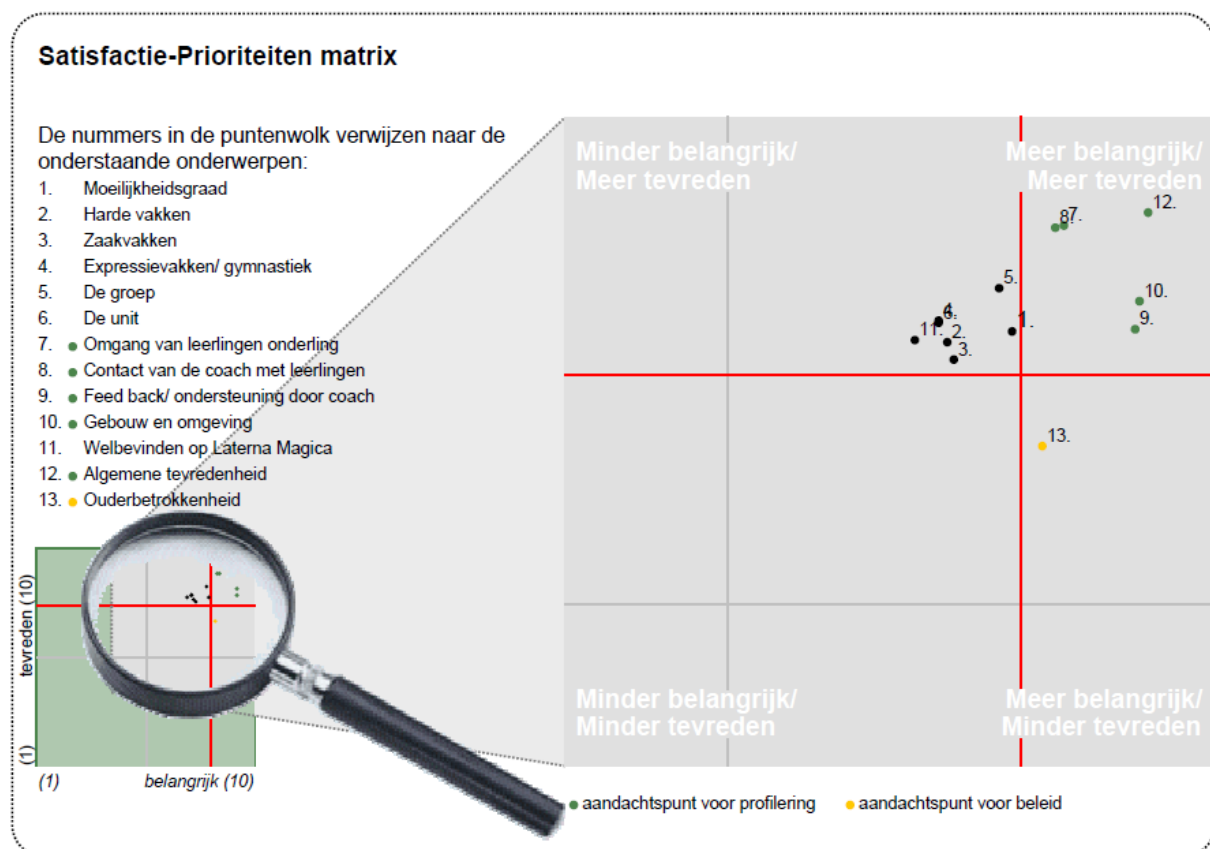 Satisfactie-Prioriteiten matrix
De nummers in de puntenwolk verwijzen naar de
onderstaande onderwerpen:
1. Moeilijkheidsgraad
2. Harde vakken
3. Zaakvakken
4. Expressievakken/ gymnastiek
5. De groep
6. De unit
7. Omgang van leerlingen onderling
8. Contact van de coach met leerlingen
9. Feed back/ ondersteuning door coach
10. Gebouw en omgeving
11. Welbevinden op Laterna Magica
12. Algemene tevredenheid
13. Ouderbetrokkenheid
tevreden (10)
(1)
(1)
belangrijk (10)
Minder belangrijk/
Meer tevreden
Meer belangrijk/
Meer tevreden
12.
7.
8.
5.
10.
4.
6.
1.
9.
11.
2.
3.
13.
Minder belangrijk/
Minder tevreden
Meer belangrijk/
Minder tevreden
aandachtspunt voor profilering
aandachtspunt voor beleid